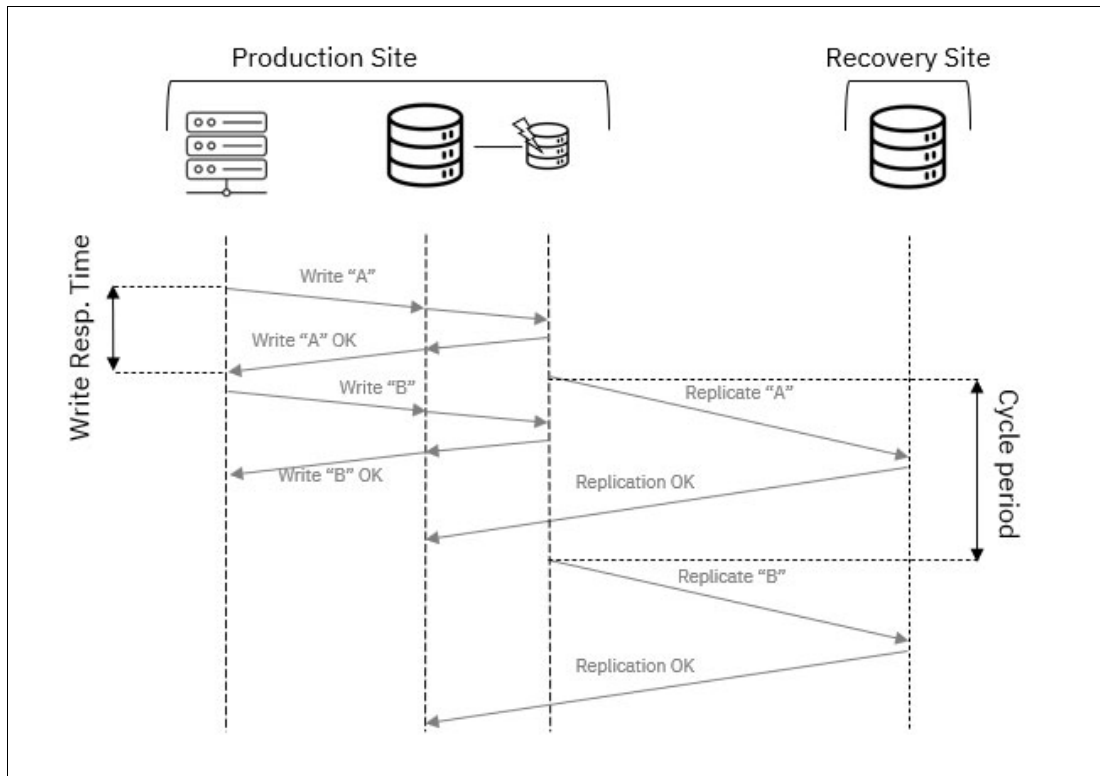 Production Site
Recovery Site
Write Resp. Time
Write “A”
Write “A” OK
Write “B”
Replicate “A”
Cycle period
Write “B” OK
Replication OK
Replicate “B”
Replication OK